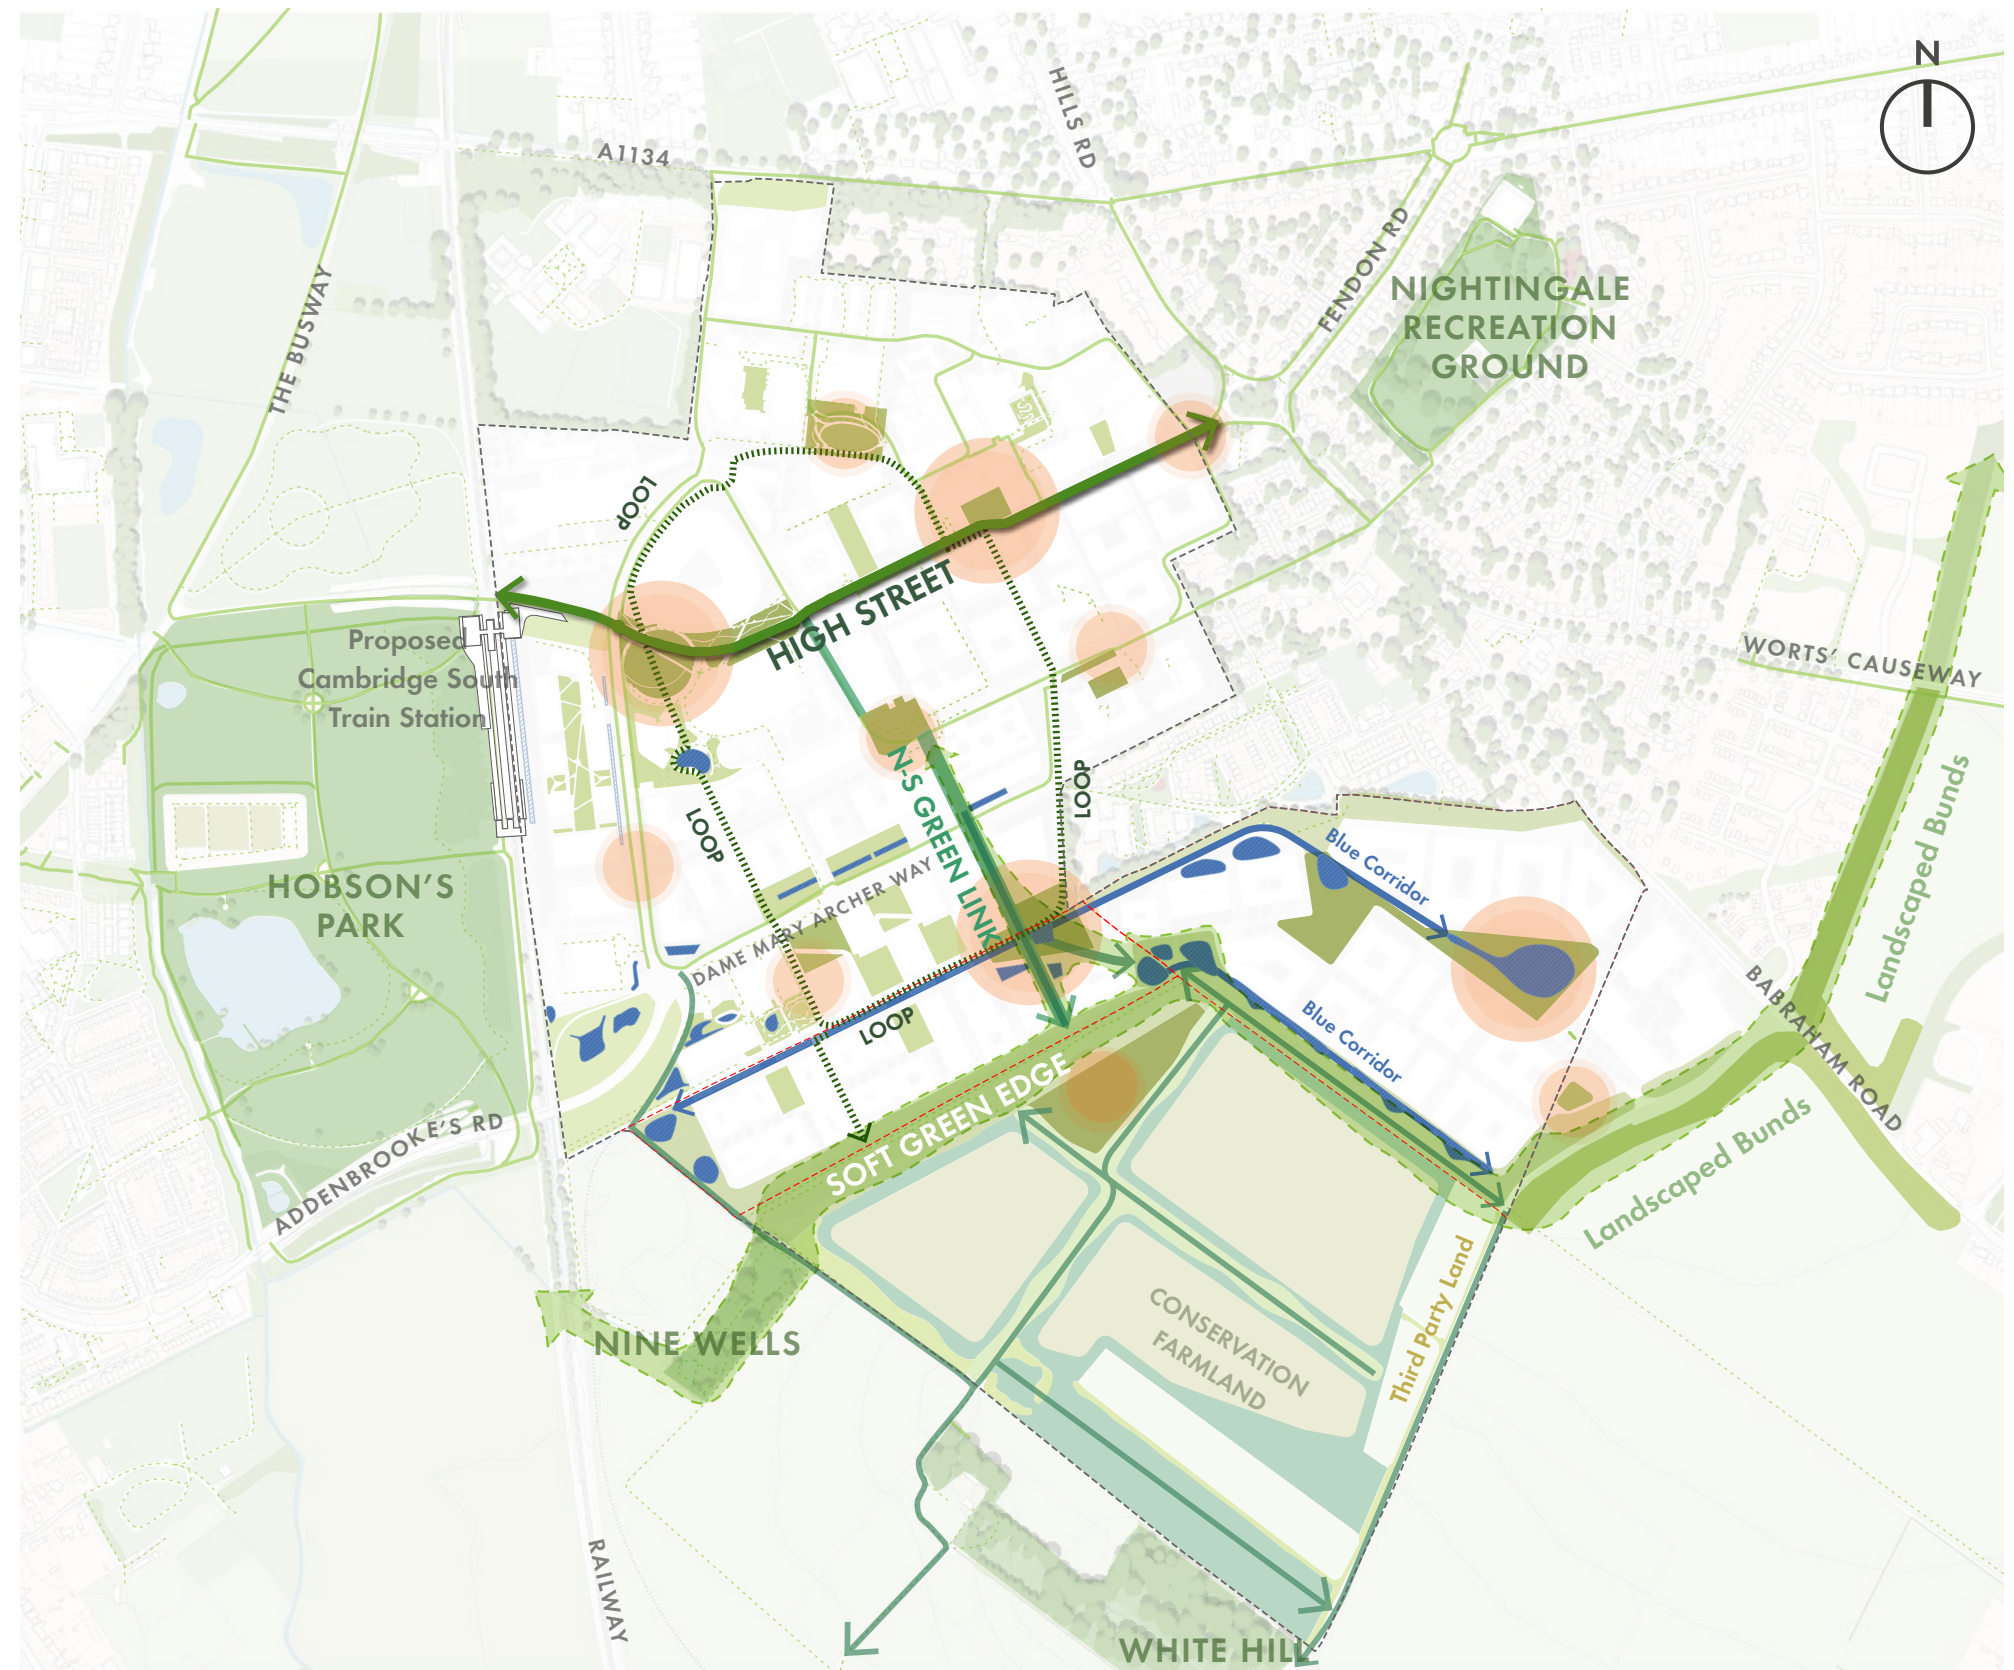 N
HILLS RD
A1134
FENDON RD
NIGHTINGALE
RECREATION
GROUND
THE BUSWAY
LOOP
HIGH STREET
Proposed
Cambridge South
Train Station
WORTS' CAUSEWAY
N-S GREEN LINK
LOOP
LOOP
Blue Corridor
Landscaped Bunds
HOBSON'S
PARK
DAME MARY ARCHER WAY
LOOP
Blue Corridor
BABRAHAM ROAD
SOFT GREEN EDGE
ADDENBROOKE'S RD
Landscaped Bunds
Third Party Land
NINE WELLS
CONSERVATION
FARMLAND
RAILWAY
WHITE HILL